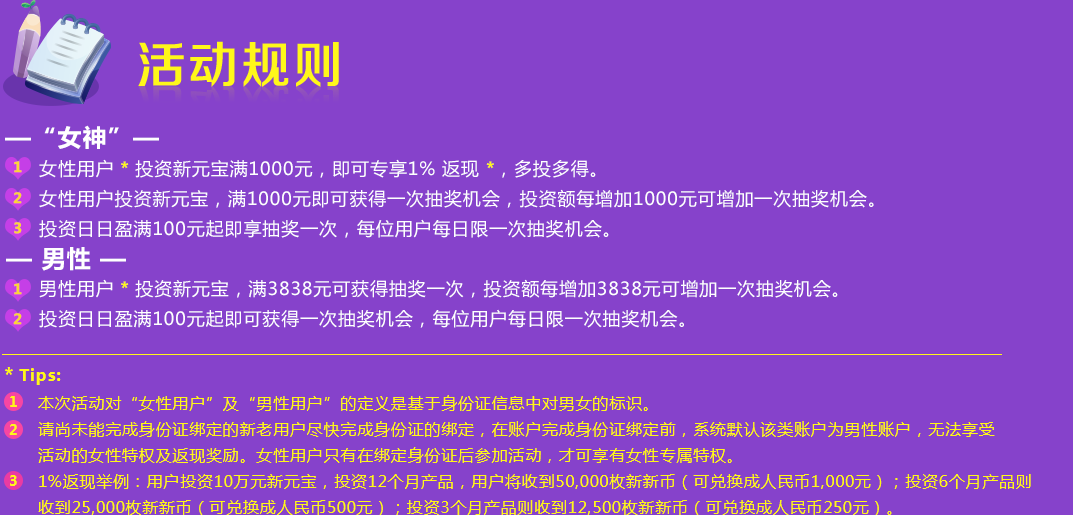 活动规则
— “女神” —
1 女性用户 * 投资新元宝满1000元，即可专享1% 返现 *，多投多得。
2 女性用户投资新元宝，满1000元即可获得一次抽奖机会，投资额每增加1000元可增加一次抽奖机会。
3 投资日日盈满100元起即享抽奖一次，每位用户每日限一次抽奖机会。
— 男性 —
1 男性用户 * 投资新元宝，满3838元可获得抽奖一次，投资额每增加3838元可增加一次抽奖机会。
2 投资日日盈满100元起即可获得一次抽奖机会，每位用户每日限一次抽奖机会。
* Tips:
1 本次活动对“女性用户”及“男性用户”的定义是基于身份证信息中对男女的标识。
2 请尚未能完成身份证绑定的新老用户尽快完成身份证的绑定，在账户完成身份证绑定前，系统默认该类账户为男性账户，无法享受
活动的女性特权及返现奖励。女性用户只有在绑定身份证后参加活动，才可享有女性专属特权。
3 1%返现举例：用户投资10万元新元宝，投资12个月产品，用户将收到50,000枚新新币（可兑换成人民币1,000元）；投资6个月产品则
收到25,000枚新新币（可兑换成人民币500元）；投资3个月产品则收到12,500枚新新币（可兑换成人民币250元）。